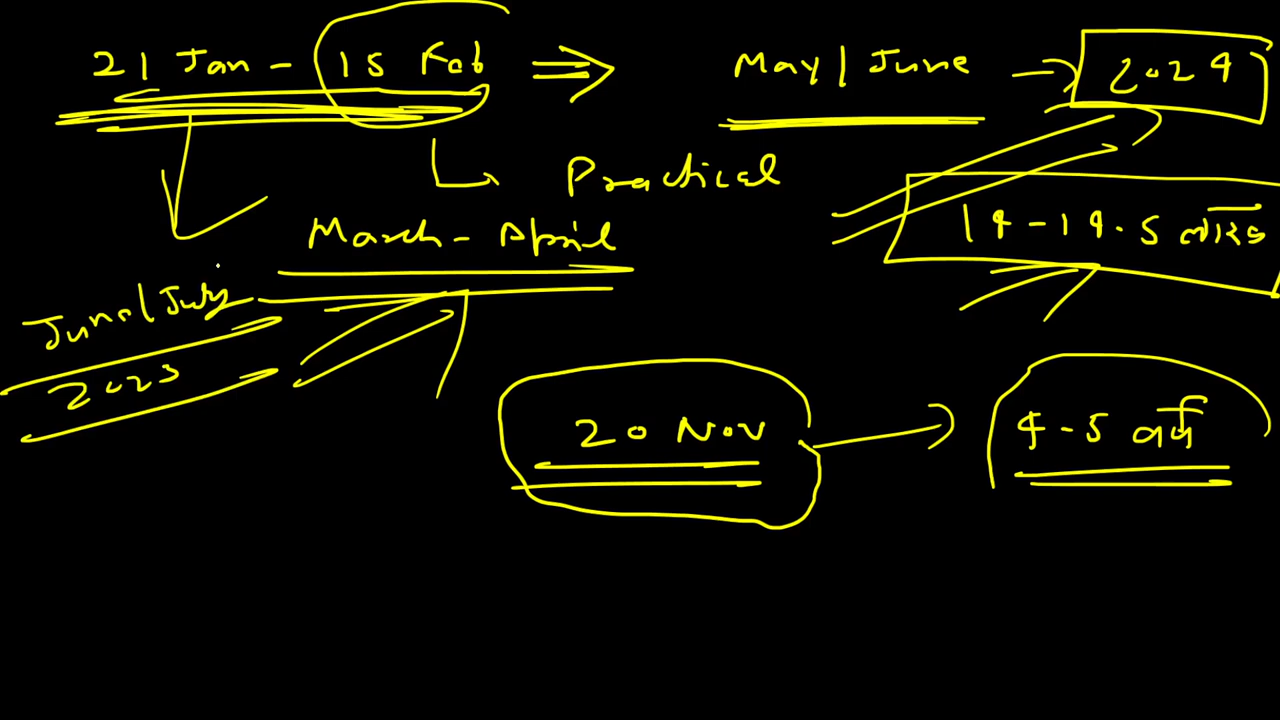 21 Jan - 15 Feb ⇒ May/June → 2024
Practical
March - April
14-14.5 लाख
June/July
2023
20 Nov → 4-5 वर्ष